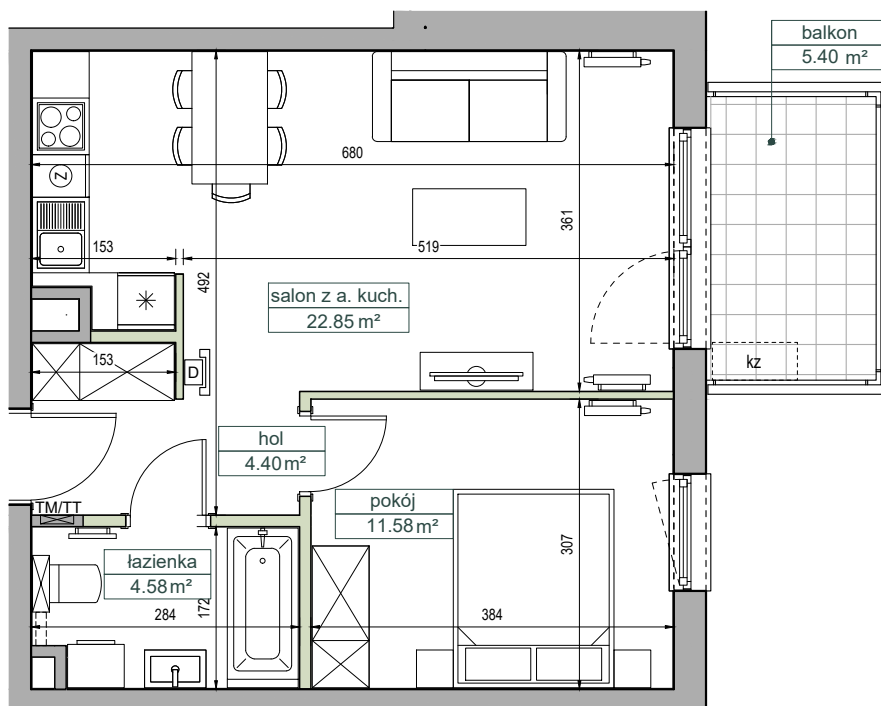 balkon
5.40 m²
680
Z
153
519
361
492
salon z a. kuch.
22.85 m²
153
D
kz
hol
4.40 m²
TM/TT
pokój
11.58 m²
307
łazienka
4.58 m²
284
172
384